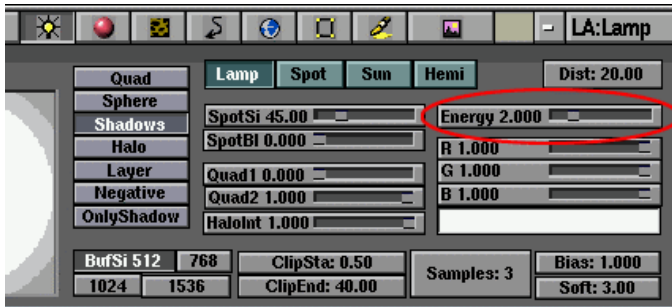 LA:Lamp
Quad
Lamp Spot Sun Hemi Dist: 20.00
Sphere
Shadows
SpotSi 45.00 Energy 2.000
Halo
SpotBl 0.000 R 1.000
Layer
Quad1 0.000 G 1.000
Negative
Quad2 1.000 B 1.000
OnlyShadow
HaloInt 1.000
BufSi 512 768 ClipSta: 0.50 Samples: 3 Bias: 1.000
1024 1536 ClipEnd: 40.00 Soft: 3.00